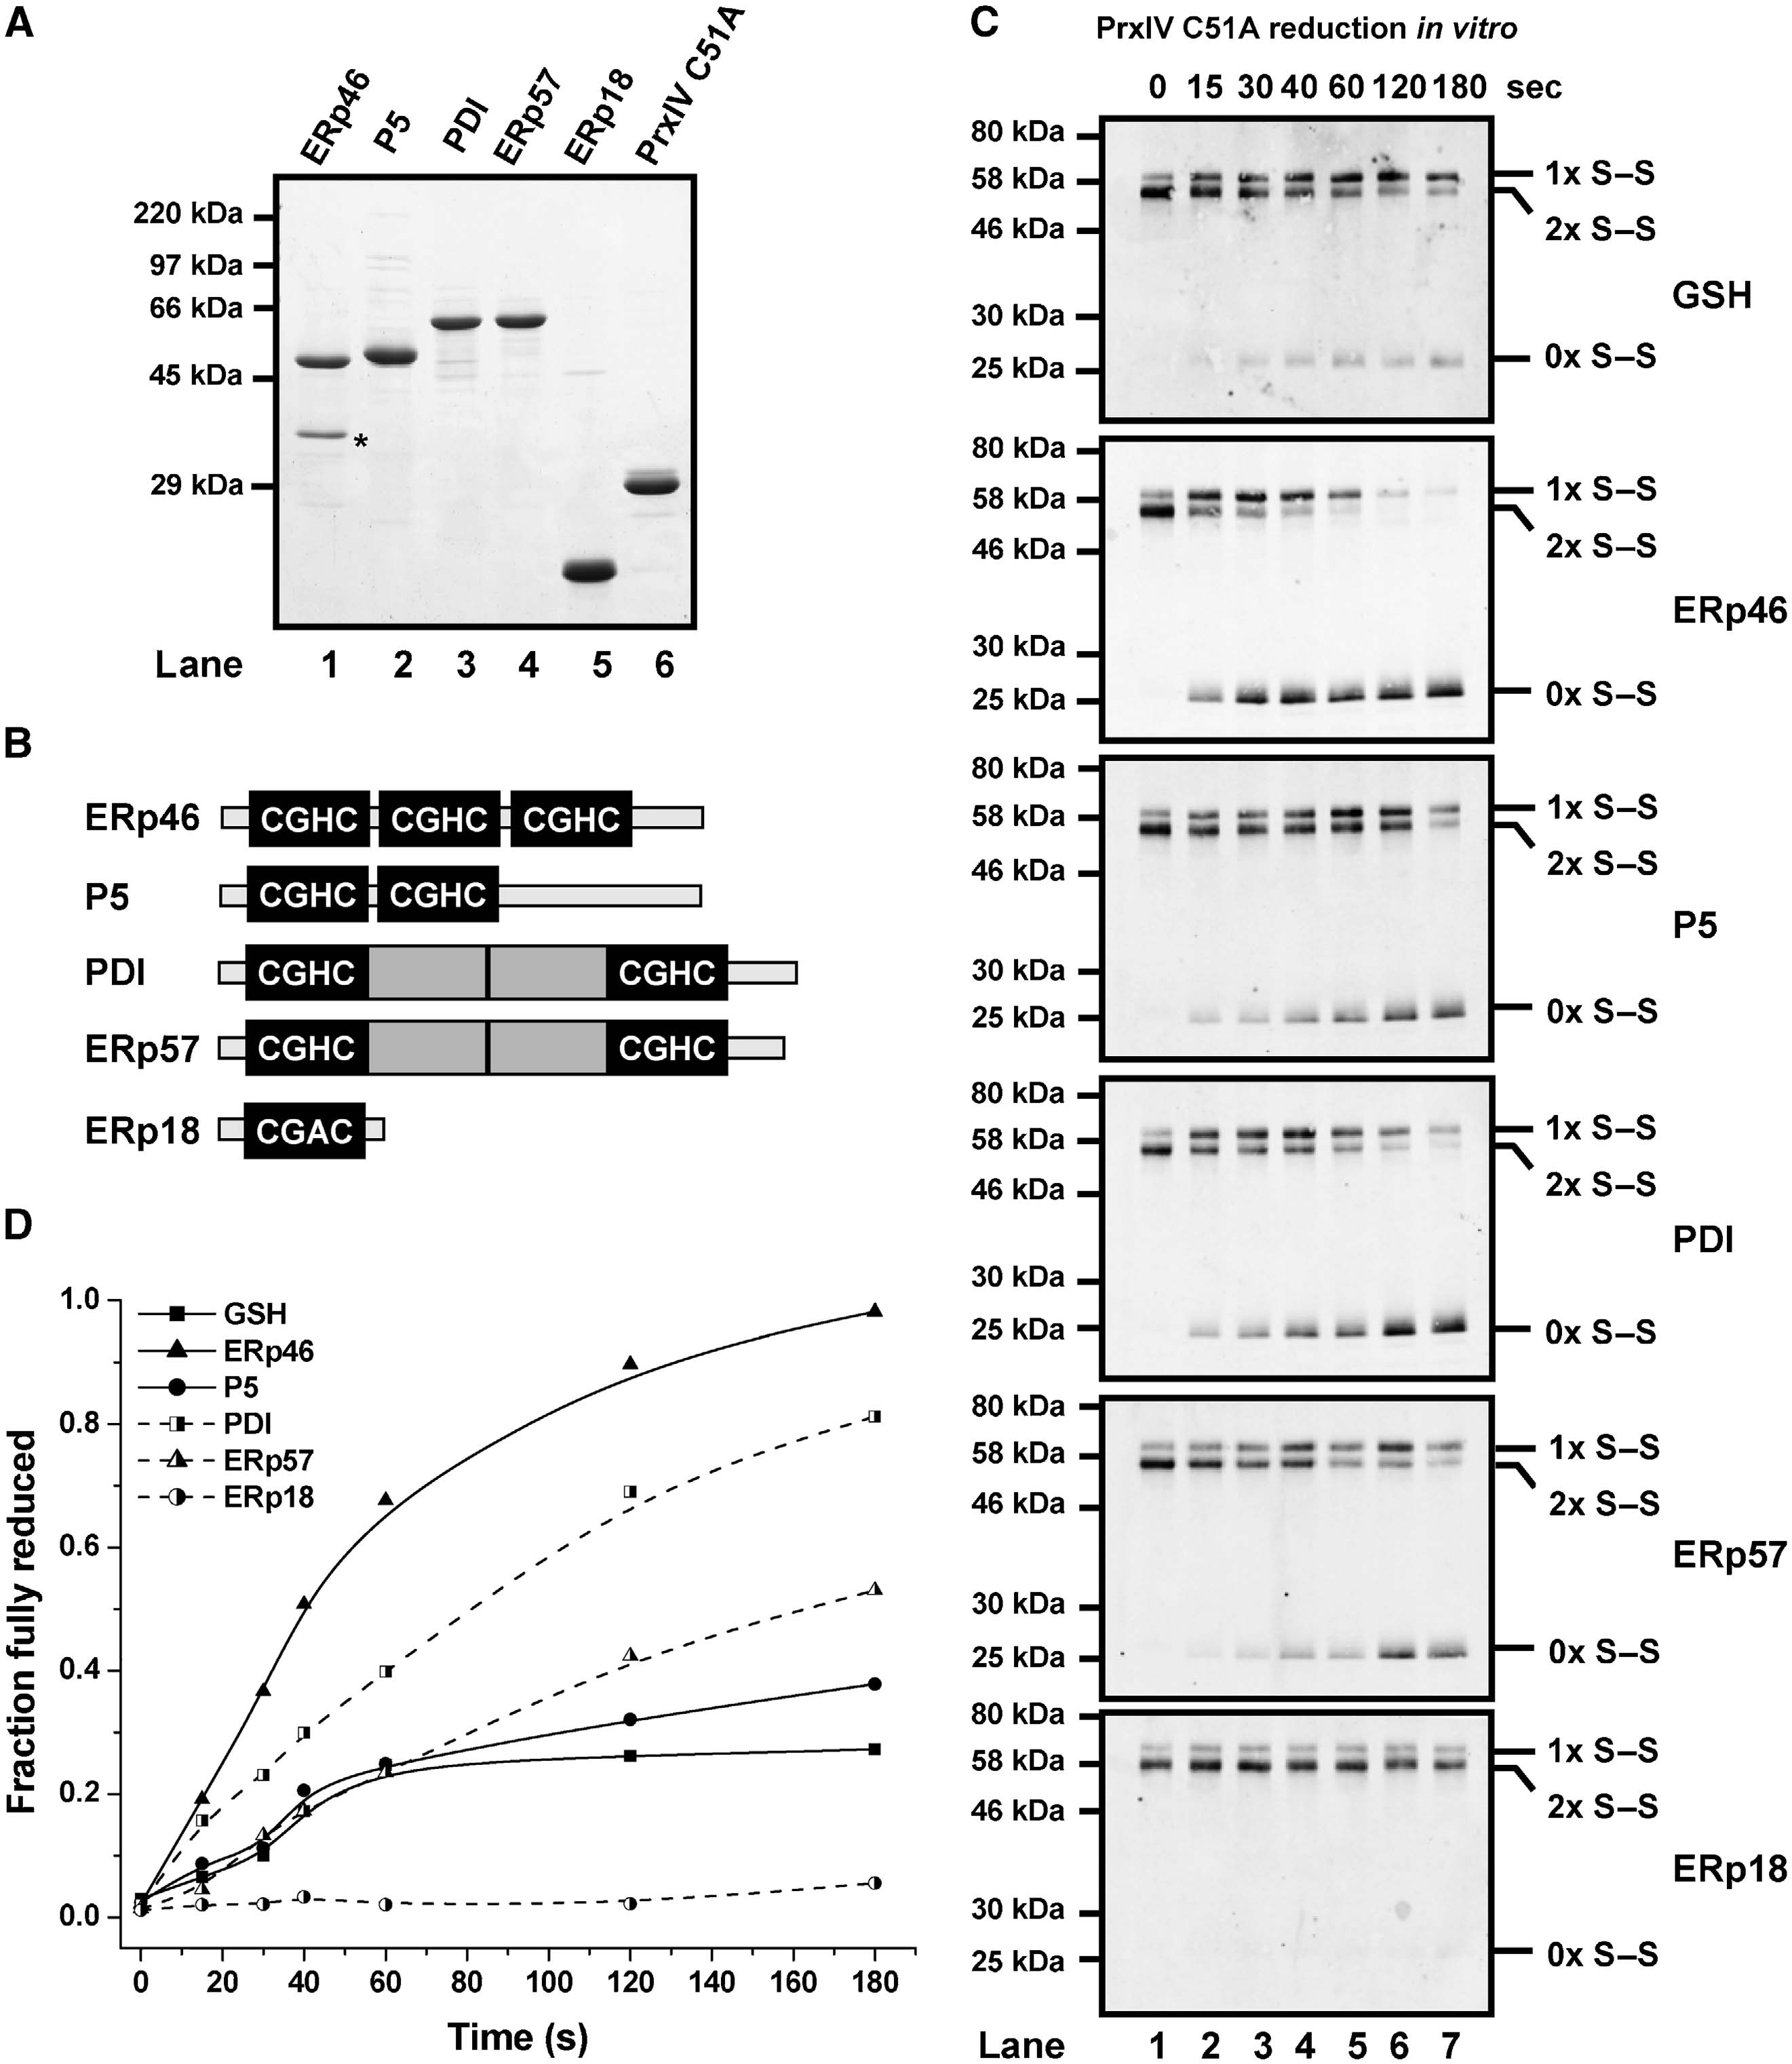 A
ERp46
P5
PDI
ERp57
ERp18
PrxIV C51A
220 kDa
97 kDa
66 kDa
45 kDa
*
29 kDa
Lane 1 2 3 4 5 6
B
ERp46 CGHC CGHC CGHC
P5 CGHC CGHC
PDI CGHC CGHC
ERp57 CGHC CGHC
ERp18 CGAC
D
Fraction fully reduced
1.0
0.8
0.6
0.4
0.2
0.0
GSH
ERp46
P5
PDI
ERp57
ERp18
0 20 40 60 80 100 120 140 160 180
Time (s)
C
PrxIV C51A reduction in vitro
0 15 30 40 60 120 180 sec
80 kDa
58 kDa
46 kDa
30 kDa
25 kDa
1x S–S
2x S–S
0x S–S
GSH
80 kDa
58 kDa
46 kDa
30 kDa
25 kDa
1x S–S
2x S–S
0x S–S
ERp46
80 kDa
58 kDa
46 kDa
30 kDa
25 kDa
1x S–S
2x S–S
0x S–S
P5
80 kDa
58 kDa
46 kDa
30 kDa
25 kDa
1x S–S
2x S–S
0x S–S
PDI
80 kDa
58 kDa
46 kDa
30 kDa
25 kDa
1x S–S
2x S–S
0x S–S
ERp57
80 kDa
58 kDa
46 kDa
30 kDa
25 kDa
1x S–S
2x S–S
0x S–S
ERp18
Lane 1 2 3 4 5 6 7